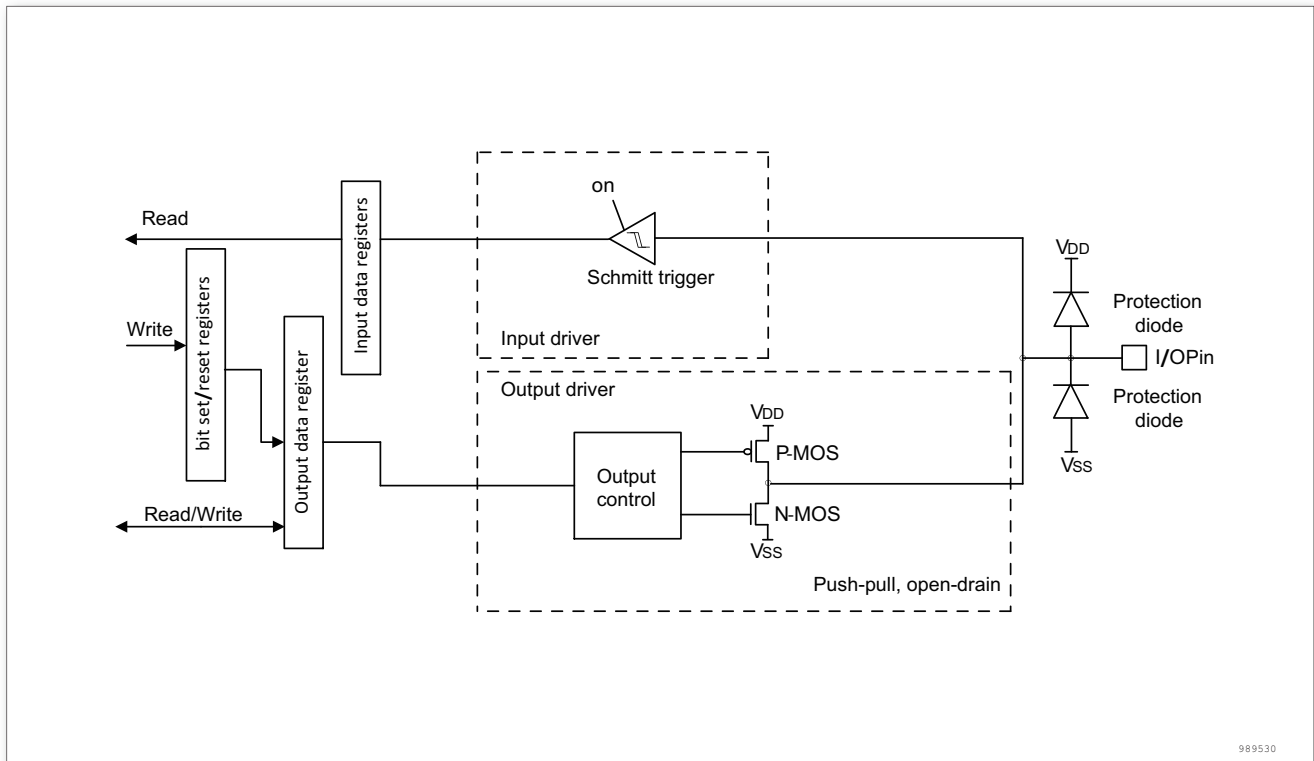 on
Read
Input data registers
Schmitt trigger
Input driver
VDD
Protection
diode
I/OPin
Protection
diode
VSS
Write
bit set/reset registers
Output data register
Read/Write
Output driver
VDD
P-MOS
Output
control
N-MOS
VSS
Push-pull, open-drain
989530